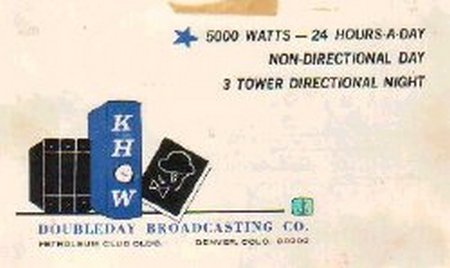 5000 WATTS — 24 HOURS-A-DAY
NON-DIRECTIONAL DAY
3 TOWER DIRECTIONAL NIGHT
K
H
O
W
DOUBLEDAY BROADCASTING CO.
PETROLEUM CLUB BLDG. DENVER, COLO. 80202